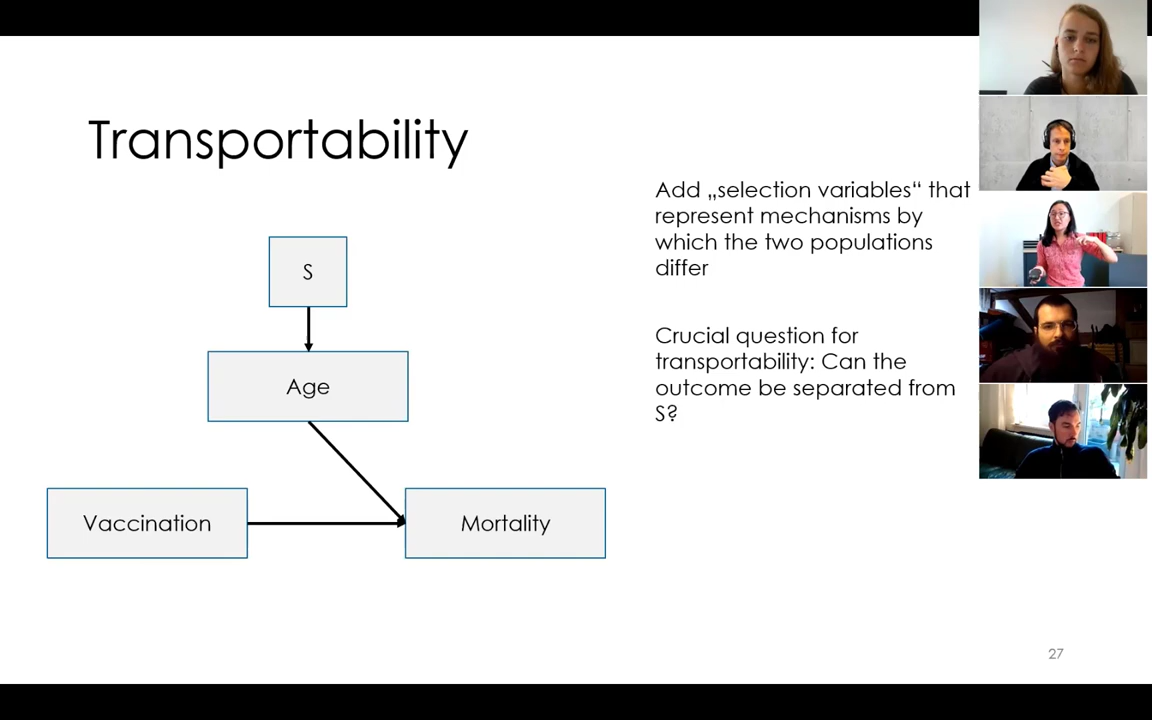 Transportability
Add „selection variables“ that
represent mechanisms by
which the two populations
differ
Crucial question for
transportability: Can the
outcome be separated from
S?
S
Age
Vaccination
Mortality
27